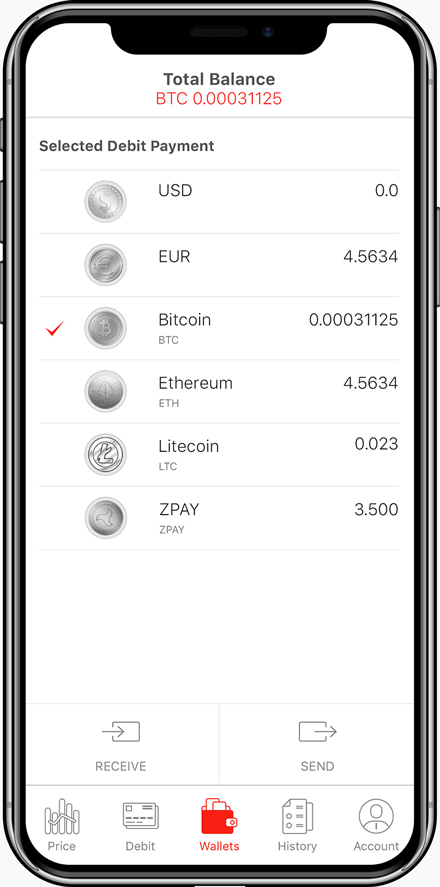 Total Balance
BTC 0.00031125
Selected Debit Payment
USD 0.0
EUR 4.5634
Bitcoin 0.00031125
BTC
Ethereum 4.5634
ETH
Litecoin 0.023
LTC
ZPAY 3.500
ZPAY
RECEIVE SEND
Price Debit Wallets History Account